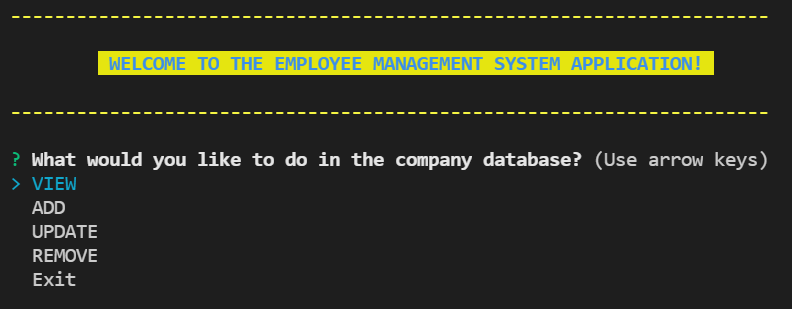 ---------------------------------------------------------------------
WELCOME TO THE EMPLOYEE MANAGEMENT SYSTEM APPLICATION!
---------------------------------------------------------------------
? What would you like to do in the company database? (Use arrow keys)
> VIEW
ADD
UPDATE
REMOVE
Exit